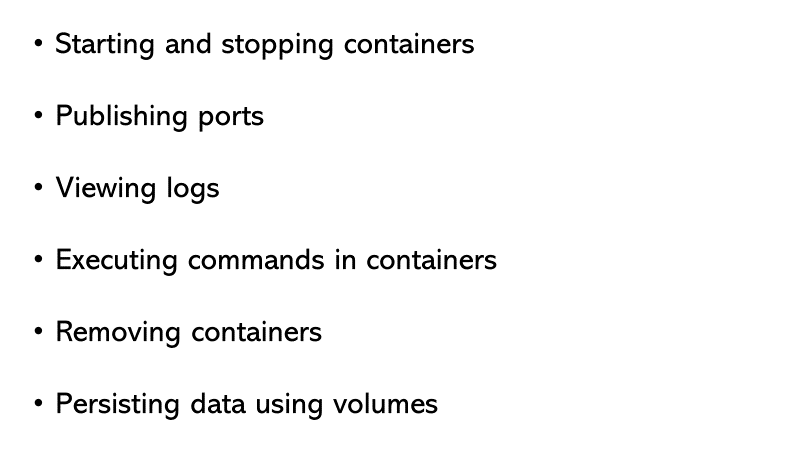 • Starting and stopping containers
• Publishing ports
• Viewing logs
• Executing commands in containers
• Removing containers
• Persisting data using volumes